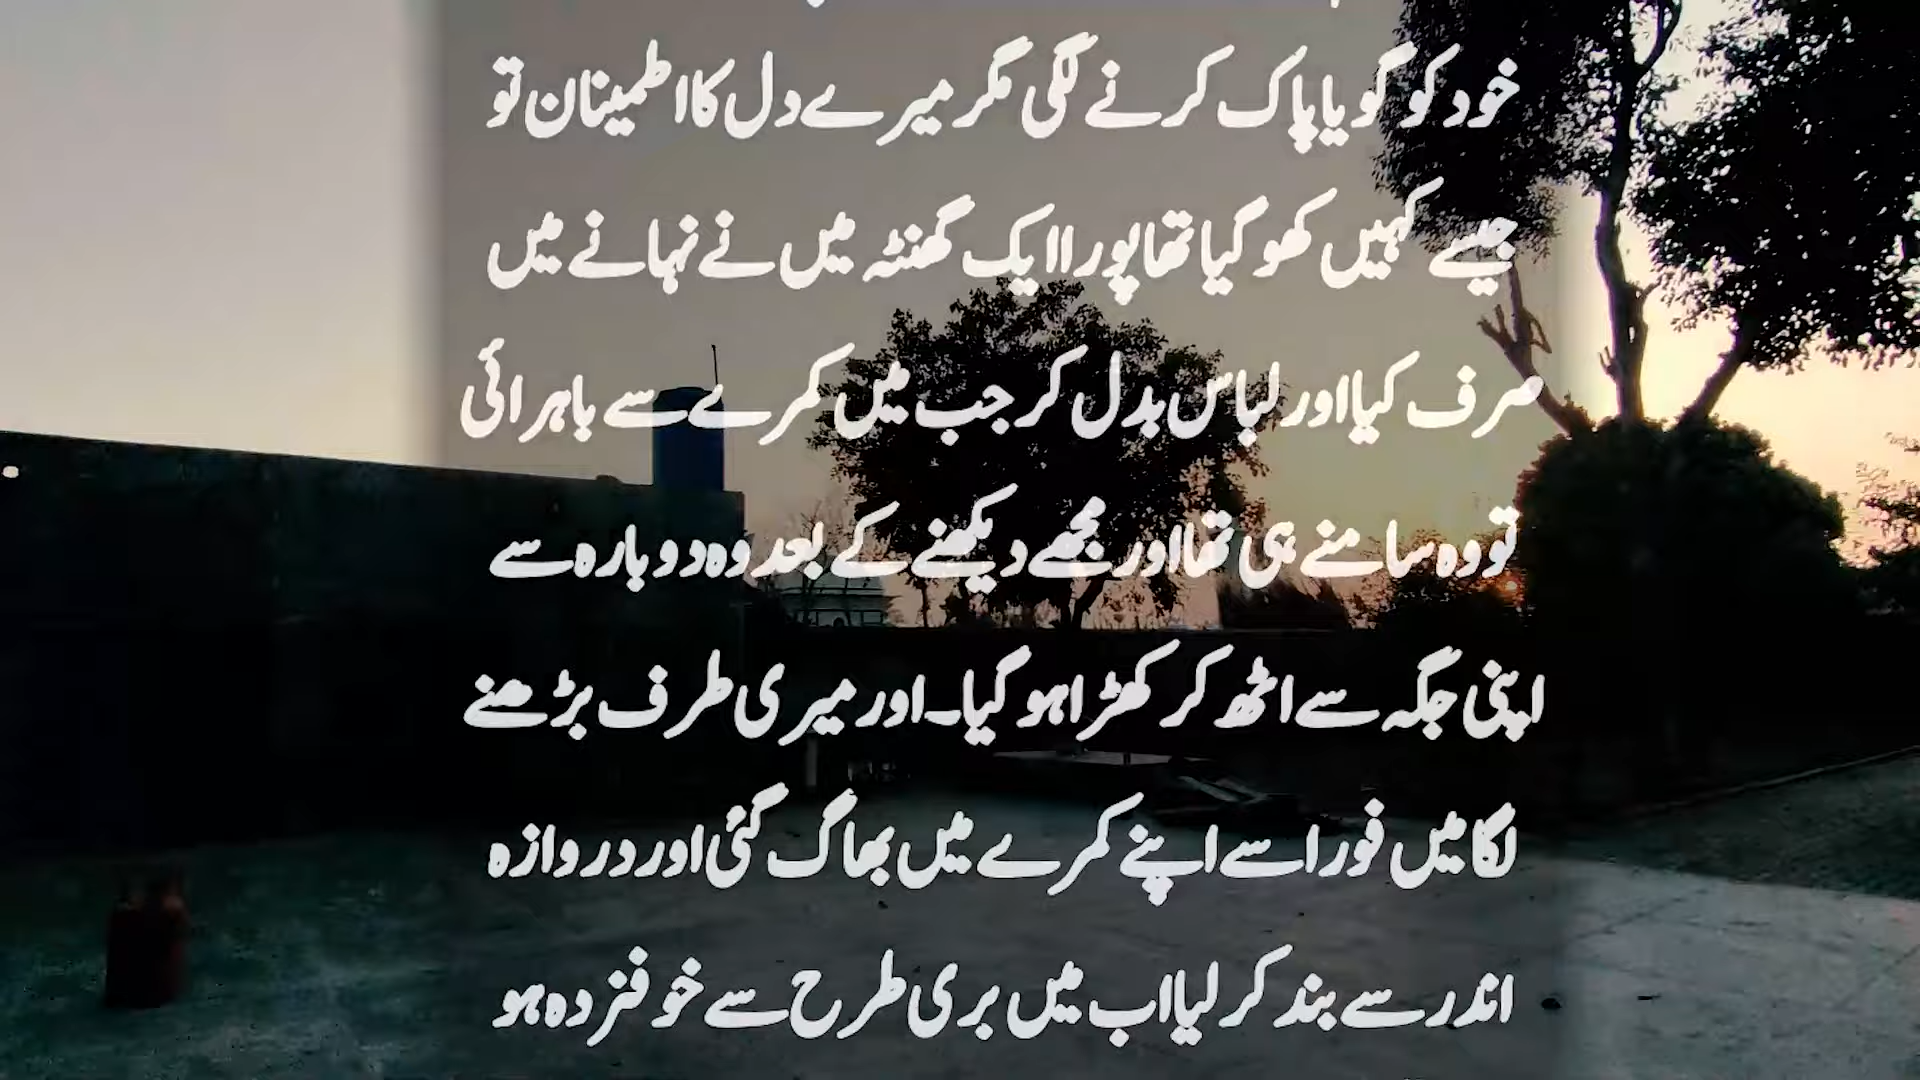 خود کو گویا پاک کرنے لگی مگر میرے دل کا اطمینان تو
جیسے کہیں کھو گیا تھا پورا ایک گھنٹہ میں نے نہانے میں
صرف کیا اور لباس بدل کر جب میں کمرے سے باہر ائی
تو وہ سامنے ہی تھا اور مجھے دیکھنے کے بعد وہ دوبارہ سے
اپنی جگہ سے اٹھ کر کھڑا ہو گیا۔ اور میری طرف بڑھنے
لگا میں فورا سے اپنے کمرے میں بھاگ گئی اور دروازہ
اندر سے بند کر لیا اب میں بری طرح سے خوفزدہ ہو